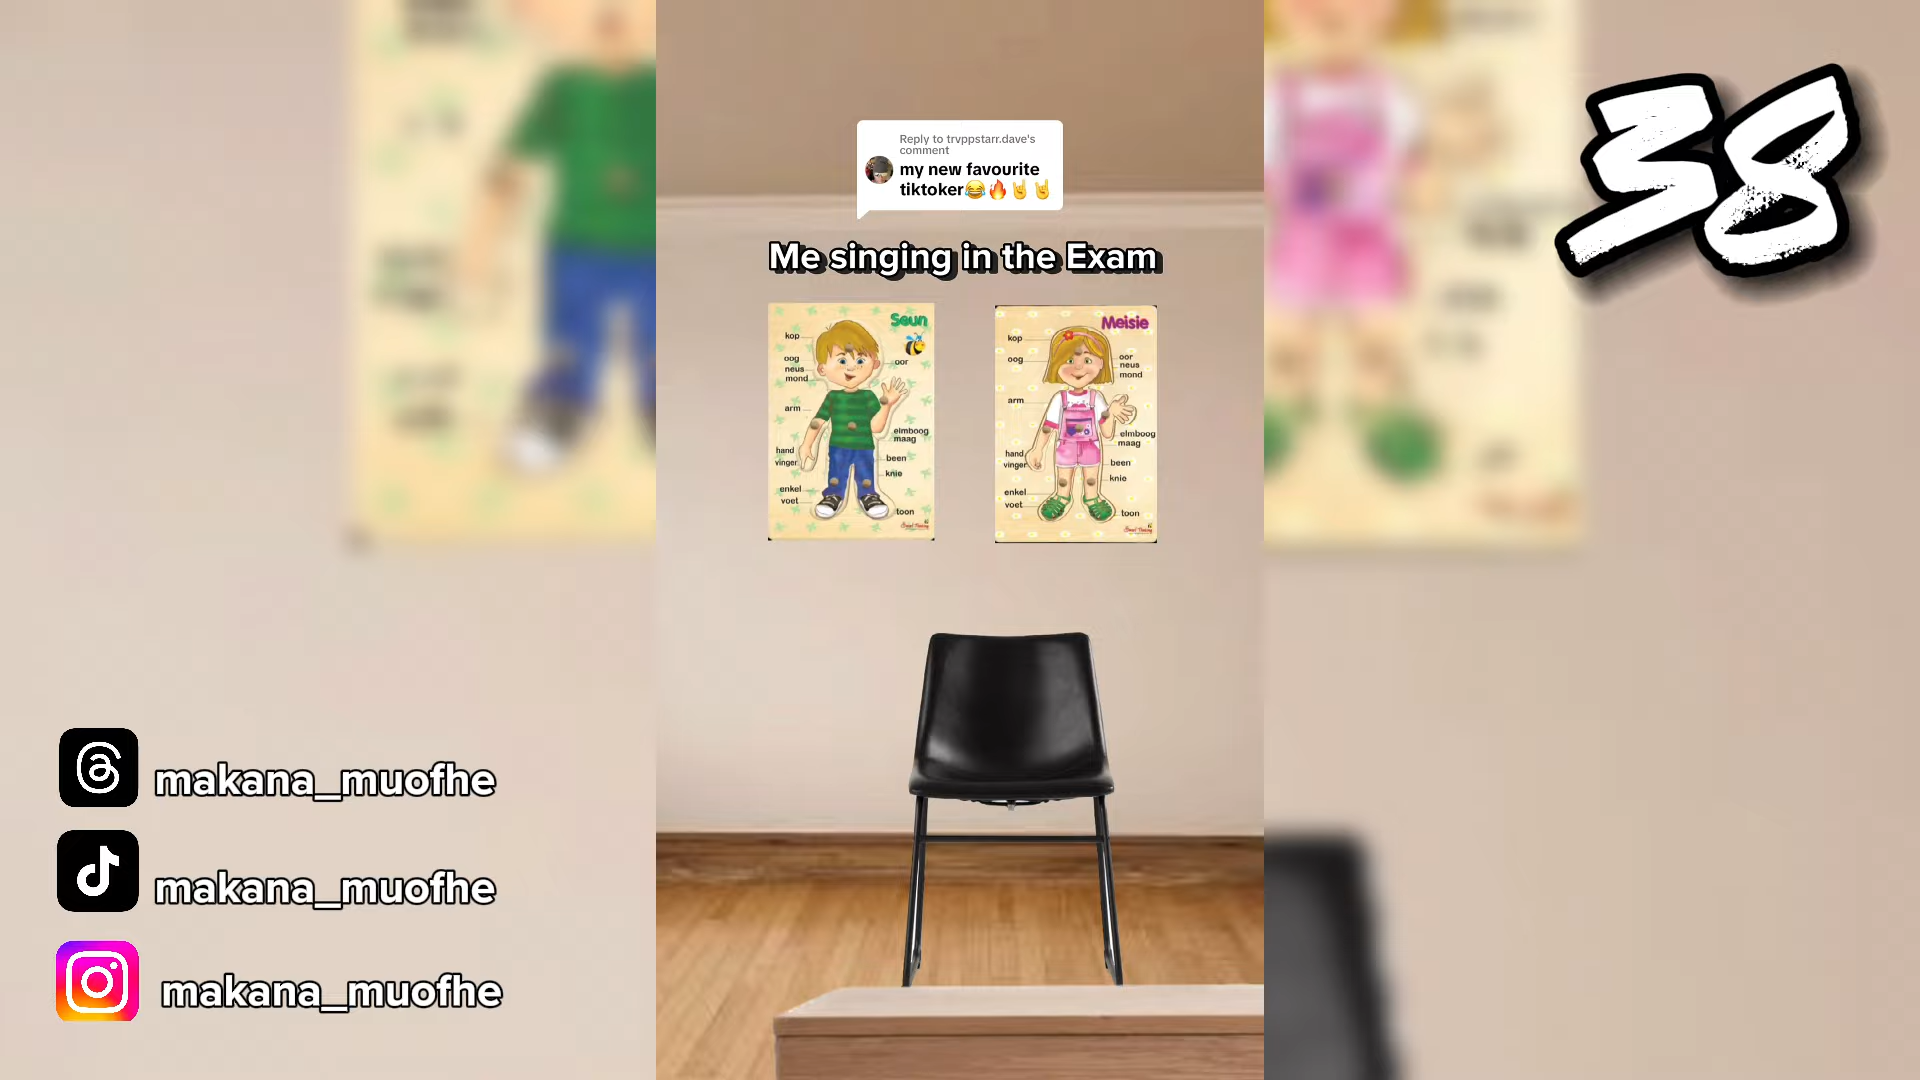 38
Reply to trvppstarr.dave's
comment
my new favourite
tiktoker😂🔥🤘🤘
Me singing in the Exam
Seun
kop
oog
neus
mond
oor
arm
elmboog
maag
hand
vinger
been
knie
enkel
voet
toon
Meisie
kop
oog
oor
neus
mond
arm
elmboog
maag
hand
vinger
been
knie
enkel
voet
toon
makana_muofhe
makana_muofhe
makana_muofhe